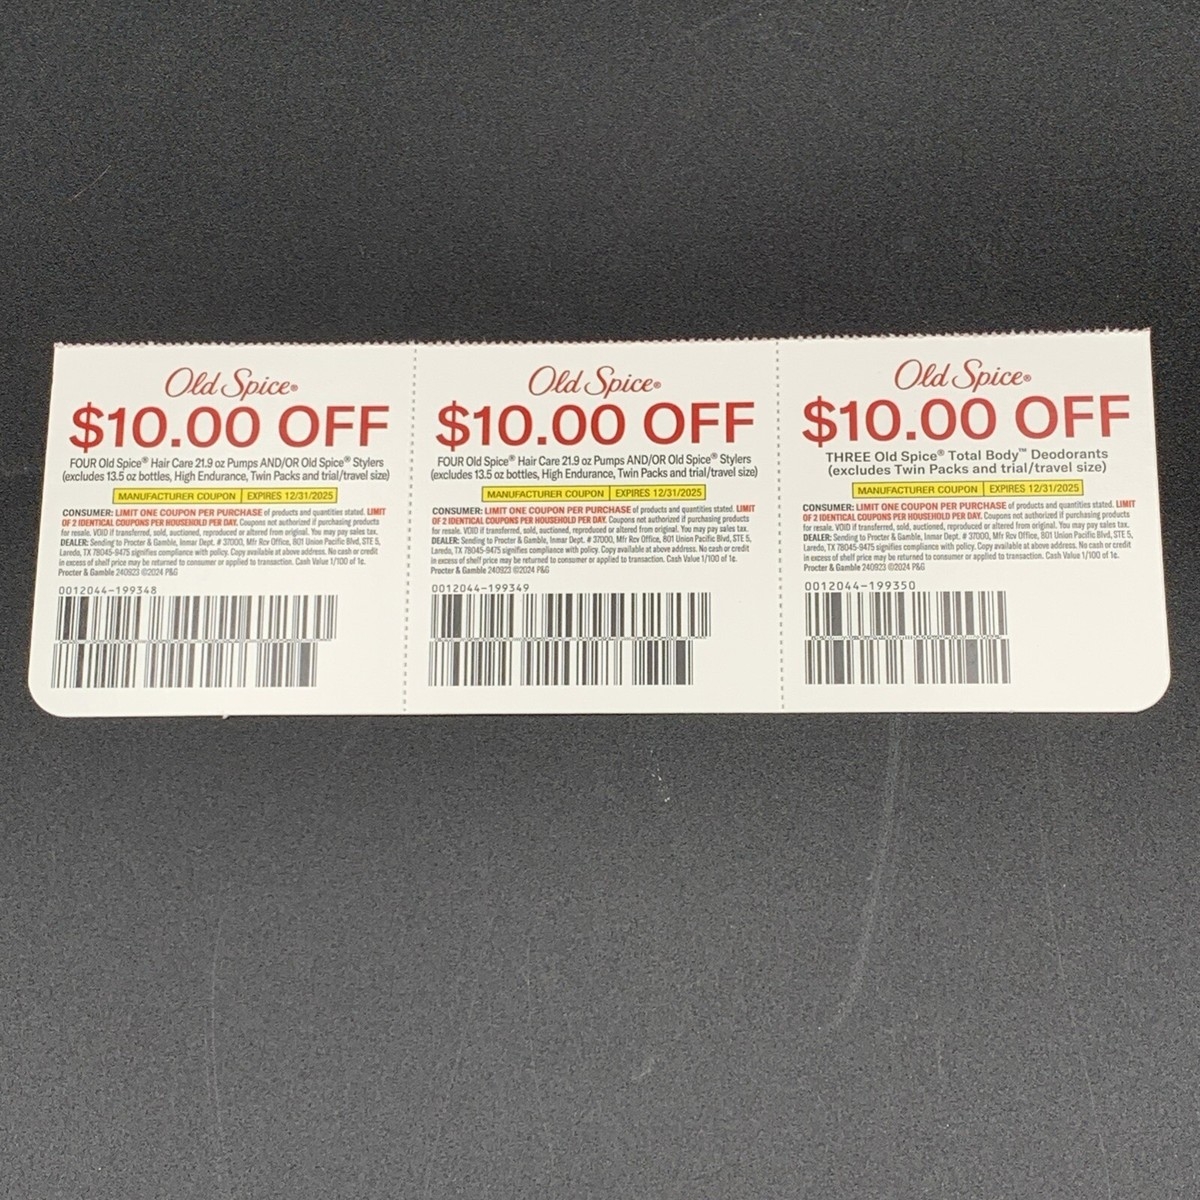 Old Spice®
$10.00 OFF
FOUR Old Spice® Hair Care 21.9 oz Pumps AND/OR Old Spice® Stylers
(excludes 13.5 oz bottles, High Endurance, Twin Packs and trial/travel size)
MANUFACTURER COUPON EXPIRES 12/31/2025
CONSUMER: LIMIT ONE COUPON PER PURCHASE of products and quantities stated. LIMIT
OF 2 IDENTICAL COUPONS PER HOUSEHOLD PER DAY. Coupons not authorized if purchasing products
for resale. VOID if transferred, sold, auctioned, reproduced or altered from original. You may pay sales tax.
DEALER: Sending to Procter & Gamble, Inmar Dept. # 37000, Mfr Rcv Office, 801 Union Pacific Blvd, STE 5,
Laredo, TX 78045-9475 signifies compliance with policy. Copy available at above address. No cash or credit
in excess of shelf price may be returned to consumer or applied to transaction. Cash Value 1/100 of 1¢.
Procter & Gamble 240923 ©2024 P&G
0012044-199348
Old Spice®
$10.00 OFF
FOUR Old Spice® Hair Care 21.9 oz Pumps AND/OR Old Spice® Stylers
(excludes 13.5 oz bottles, High Endurance, Twin Packs and trial/travel size)
MANUFACTURER COUPON EXPIRES 12/31/2025
CONSUMER: LIMIT ONE COUPON PER PURCHASE of products and quantities stated. LIMIT
OF 2 IDENTICAL COUPONS PER HOUSEHOLD PER DAY. Coupons not authorized if purchasing products
for resale. VOID if transferred, sold, auctioned, reproduced or altered from original. You may pay sales tax.
DEALER: Sending to Procter & Gamble, Inmar Dept. # 37000, Mfr Rcv Office, 801 Union Pacific Blvd, STE 5,
Laredo, TX 78045-9475 signifies compliance with policy. Copy available at above address. No cash or credit
in excess of shelf price may be returned to consumer or applied to transaction. Cash Value 1/100 of 1¢.
Procter & Gamble 240923 ©2024 P&G
0012044-199349
Old Spice®
$10.00 OFF
THREE Old Spice® Total Body™ Deodorants
(excludes Twin Packs and trial/travel size)
MANUFACTURER COUPON EXPIRES 12/31/2025
CONSUMER: LIMIT ONE COUPON PER PURCHASE of products and quantities stated. LIMIT
OF 2 IDENTICAL COUPONS PER HOUSEHOLD PER DAY. Coupons not authorized if purchasing products
for resale. VOID if transferred, sold, auctioned, reproduced or altered from original. You may pay sales tax.
DEALER: Sending to Procter & Gamble, Inmar Dept. # 37000, Mfr Rcv Office, 801 Union Pacific Blvd, STE 5,
Laredo, TX 78045-9475 signifies compliance with policy. Copy available at above address. No cash or credit
in excess of shelf price may be returned to consumer or applied to transaction. Cash Value 1/100 of 1¢.
Procter & Gamble 240923 ©2024 P&G
0012044-199350